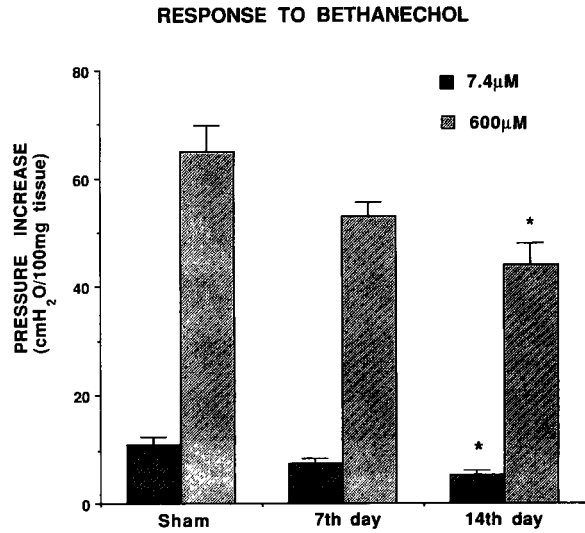 RESPONSE TO BETHANECHOL
80
7.4µM
600µM
60
*
PRESSURE INCREASE
(cmH2O/100mg tissue)
40
20
*
0
Sham 7th day 14th day